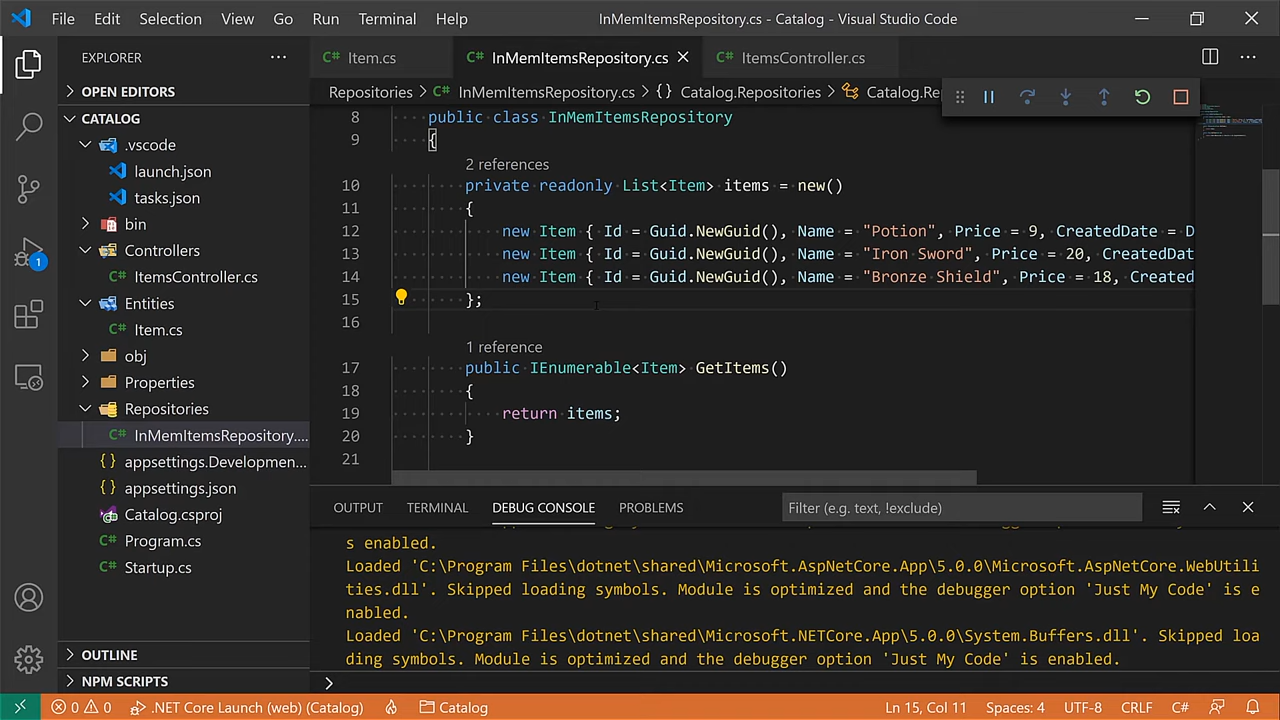 File Edit Selection View Go Run Terminal Help InMemItemsRepository.cs - Catalog - Visual Studio Code
EXPLORER
OPEN EDITORS
CATALOG
.vscode
launch.json
tasks.json
bin
Controllers
ItemsController.cs
Entities
Item.cs
obj
Properties
Repositories
InMemItemsRepository....
appsettings.Developmen...
appsettings.json
Catalog.csproj
Program.cs
Startup.cs
OUTLINE
NPM SCRIPTS
1
C# Item.cs C# InMemItemsRepository.cs C# ItemsController.cs
Repositories > C# InMemItemsRepository.cs > {} Catalog.Repositories > Catalog.Re
8 public class InMemItemsRepository
9 {
2 references
10 private readonly List<Item> items = new()
11 {
12 new Item { Id = Guid.NewGuid(), Name = "Potion", Price = 9, CreatedDate = D
13 new Item { Id = Guid.NewGuid(), Name = "Iron Sword", Price = 20, CreatedDat
14 new Item { Id = Guid.NewGuid(), Name = "Bronze Shield", Price = 18, Created
15 };
16
1 reference
17 public IEnumerable<Item> GetItems()
18 {
19 return items;
20 }
21
OUTPUT TERMINAL DEBUG CONSOLE PROBLEMS Filter (e.g. text, !exclude)
s enabled.
Loaded 'C:\Program Files\dotnet\shared\Microsoft.AspNetCore.App\5.0.0\Microsoft.AspNetCore.WebUtili
ties.dll'. Skipped loading symbols. Module is optimized and the debugger option 'Just My Code' is e
nabled.
Loaded 'C:\Program Files\dotnet\shared\Microsoft.NETCore.App\5.0.0\System.Buffers.dll'. Skipped loa
ding symbols. Module is optimized and the debugger option 'Just My Code' is enabled.
>
0 0 .NET Core Launch (web) (Catalog) Catalog Ln 15, Col 11 Spaces: 4 UTF-8 CRLF C#